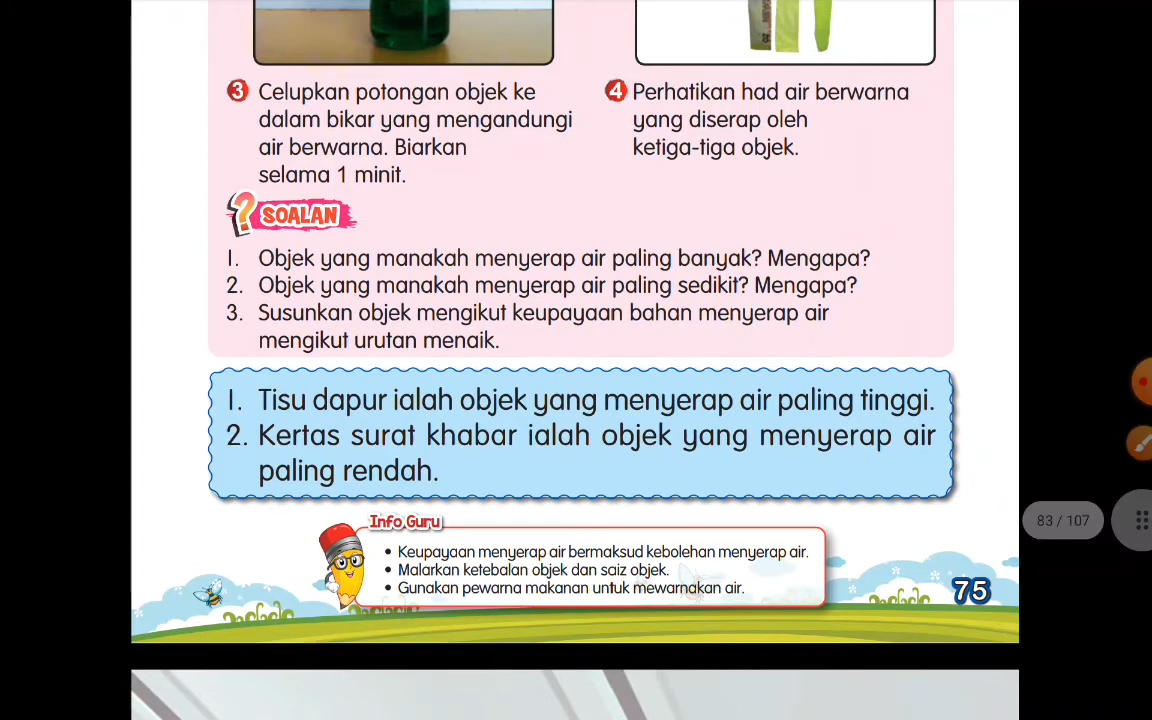 3 Celupkan potongan objek ke
dalam bikar yang mengandungi
air berwarna. Biarkan
selama 1 minit.
4 Perhatikan had air berwarna
yang diserap oleh
ketiga-tiga objek.
? SOALAN
1. Objek yang manakah menyerap air paling banyak? Mengapa?
2. Objek yang manakah menyerap air paling sedikit? Mengapa?
3. Susunkan objek mengikut keupayaan bahan menyerap air
mengikut urutan menaik.
1. Tisu dapur ialah objek yang menyerap air paling tinggi.
2. Kertas surat khabar ialah objek yang menyerap air
paling rendah.
Info Guru
• Keupayaan menyerap air bermaksud kebolehan menyerap air.
• Malarkan ketebalan objek dan saiz objek.
• Gunakan pewarna makanan untuk mewarnakan air.
83 / 107
75